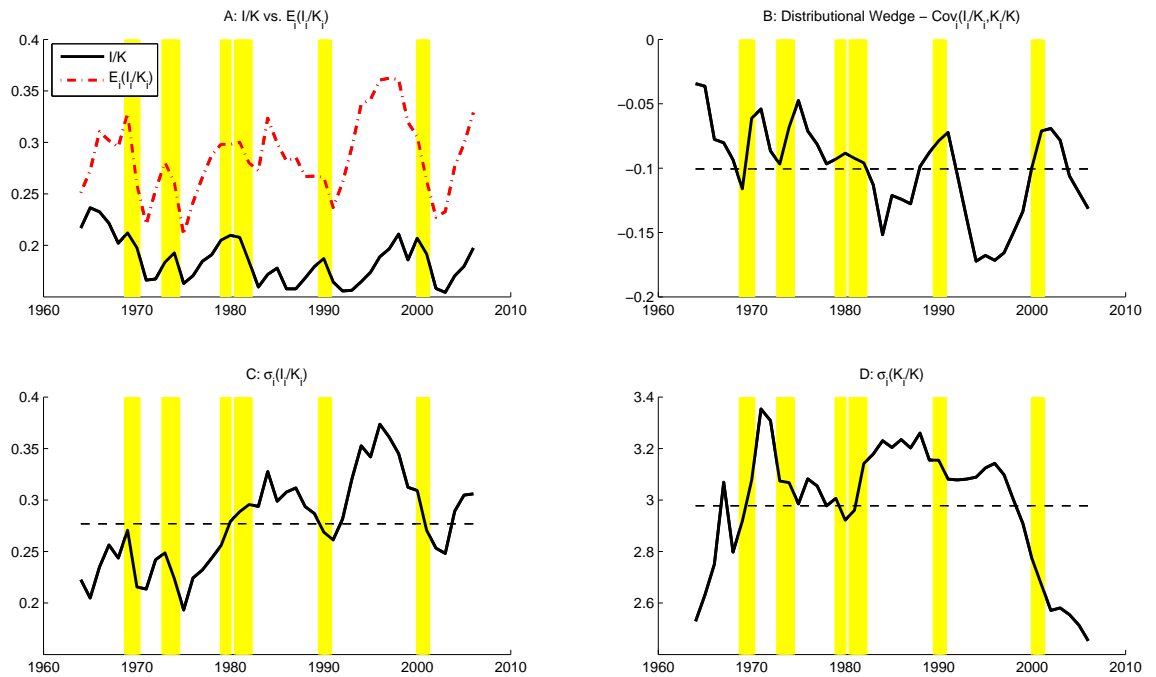 A: I/K vs. E_i(I_i/K_i)
0.4
0.3
0.25
0.2
1960 1970 1980 1990 2000 2010
I/K
E_i(I_i/K_i)
B: Distributional Wedge − Cov_i(I_i/K_i,K_i/K)
0
−0.05
−0.1
−0.15
−0.2
1960 1970 1980 1990 2000 2010
C: σ_i(I_i/K_i)
0.4
0.35
0.3
0.25
0.2
1960 1970 1980 1990 2000 2010
D: σ_i(K_i/K)
3.4
3.2
3
2.8
2.6
1960 1970 1980 1990 2000 2010